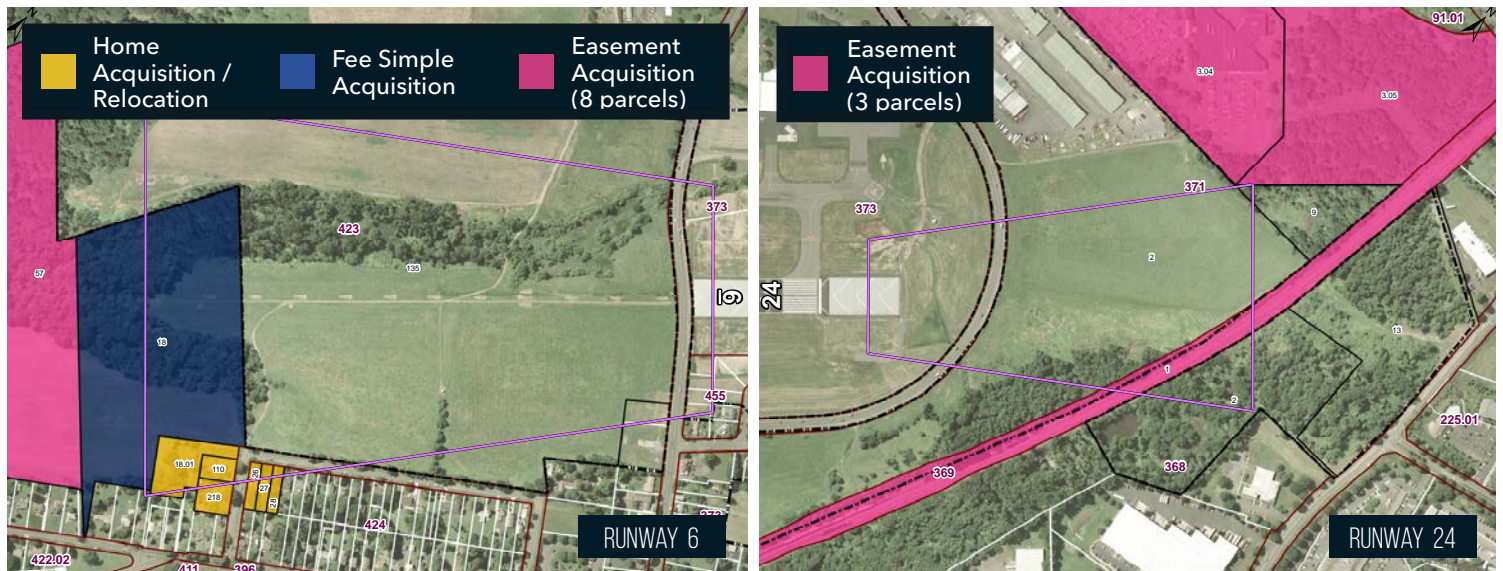 Home
Acquisition /
Relocation
Fee Simple
Acquisition
Easement
Acquisition
(8 parcels)
N
423
373
135
57
18
6
455
18.01
110
218
26
27
28
424
373
422.02
411
396
RUNWAY 6
Easement
Acquisition
(3 parcels)
N
91.01
3.04
3.05
371
373
9
2
24
13
1
2
225.01
368
369
RUNWAY 24